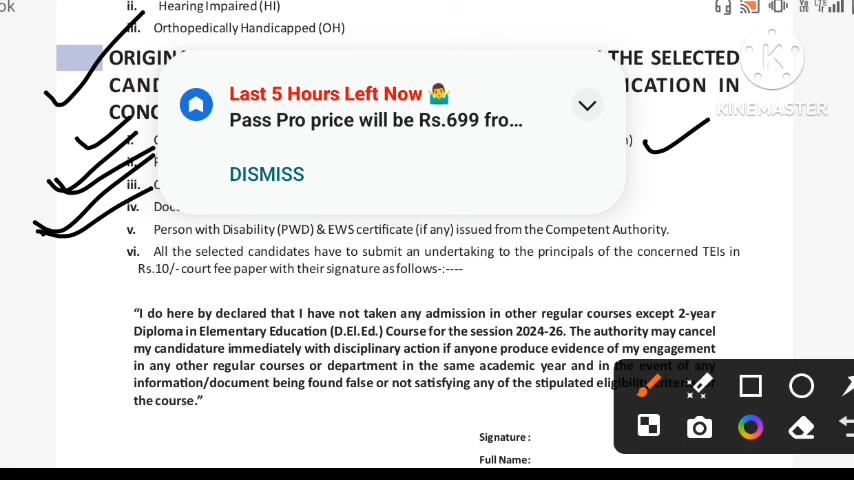 ok
ii. Hearing Impaired (HI)
iii. Orthopedically Handicapped (OH)
THE SELECTED
IN
Last 5 Hours Left Now 🤷‍♂️
Pass Pro price will be Rs.699 fro...
DISMISS
KINEMASTER
i.
ii.
iii.
iv.
v. Person with Disability (PWD) & EWS certificate (if any) issued from the Competent Authority.
vi. All the selected candidates have to submit an undertaking to the principals of the concerned TEIs in
Rs.10/- court fee paper with their signature as follows-:----
“I do here by declared that I have not taken any admission in other regular courses except 2-year
Diploma in Elementary Education (D.El.Ed.) Course for the session 2024-26. The authority may cancel
my candidature immediately with disciplinary action if anyone produce evidence of my engagement
in any other regular courses or department in the same academic year and in the event of any
information/document being found false or not satisfying any of the stipulated eligibility criteria for
the course.”
Signature :
Full Name: